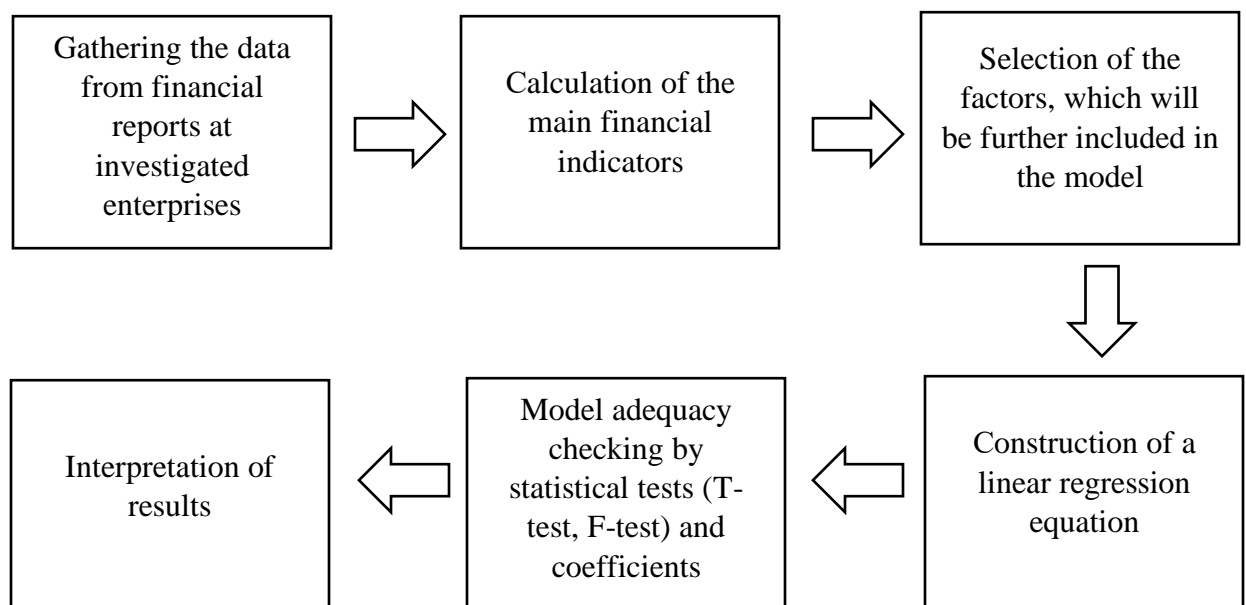 Gathering the data
from financial
reports at
investigated
enterprises
Calculation of the
main financial
indicators
Selection of the
factors, which will
be further included in
the model
Construction of a
linear regression
equation
Model adequacy
checking by
statistical tests (T-
test, F-test) and
coefficients
Interpretation of
results